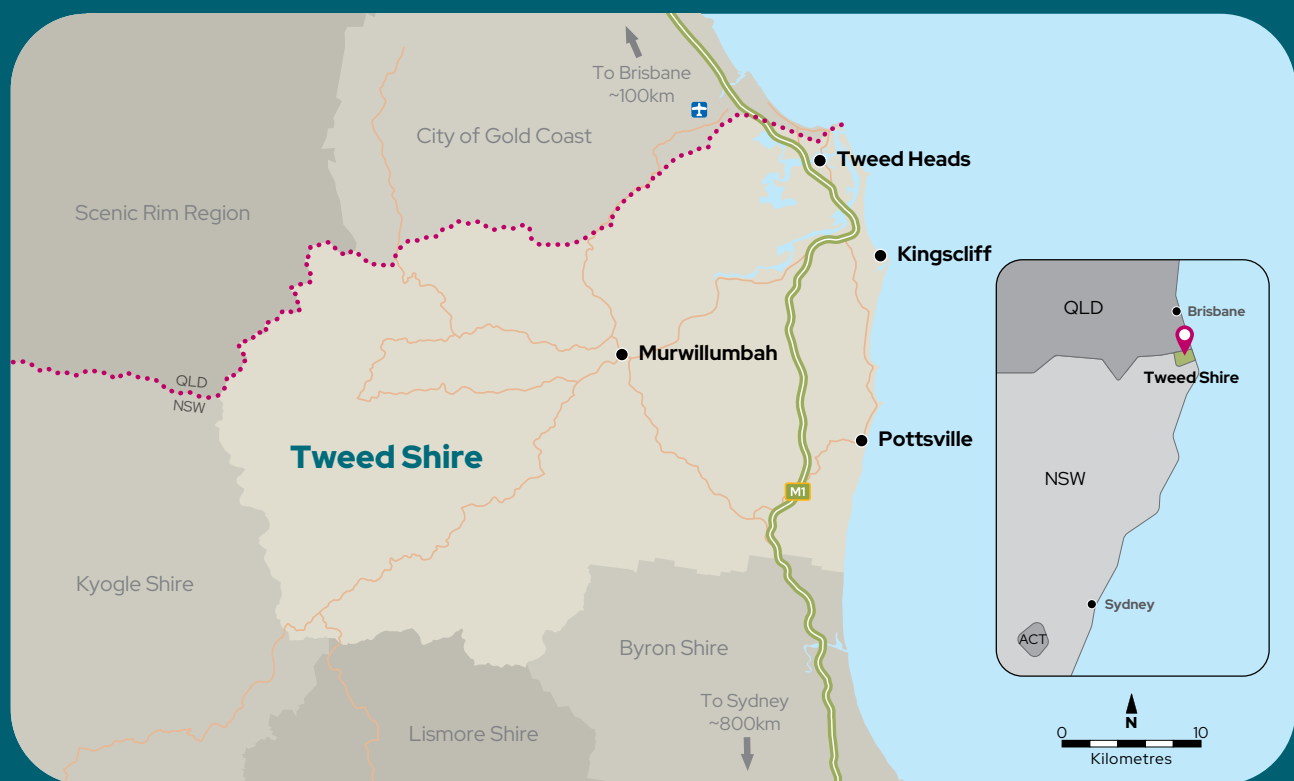 To Brisbane
~100km
City of Gold Coast
Tweed Heads
Scenic Rim Region
Kingscliff
Murwillumbah
QLD
NSW
Tweed Shire
Pottsville
M1
Kyogle Shire
Byron Shire
To Sydney
~800km
Lismore Shire
QLD
Brisbane
Tweed Shire
NSW
Sydney
ACT
N
0 10
Kilometres